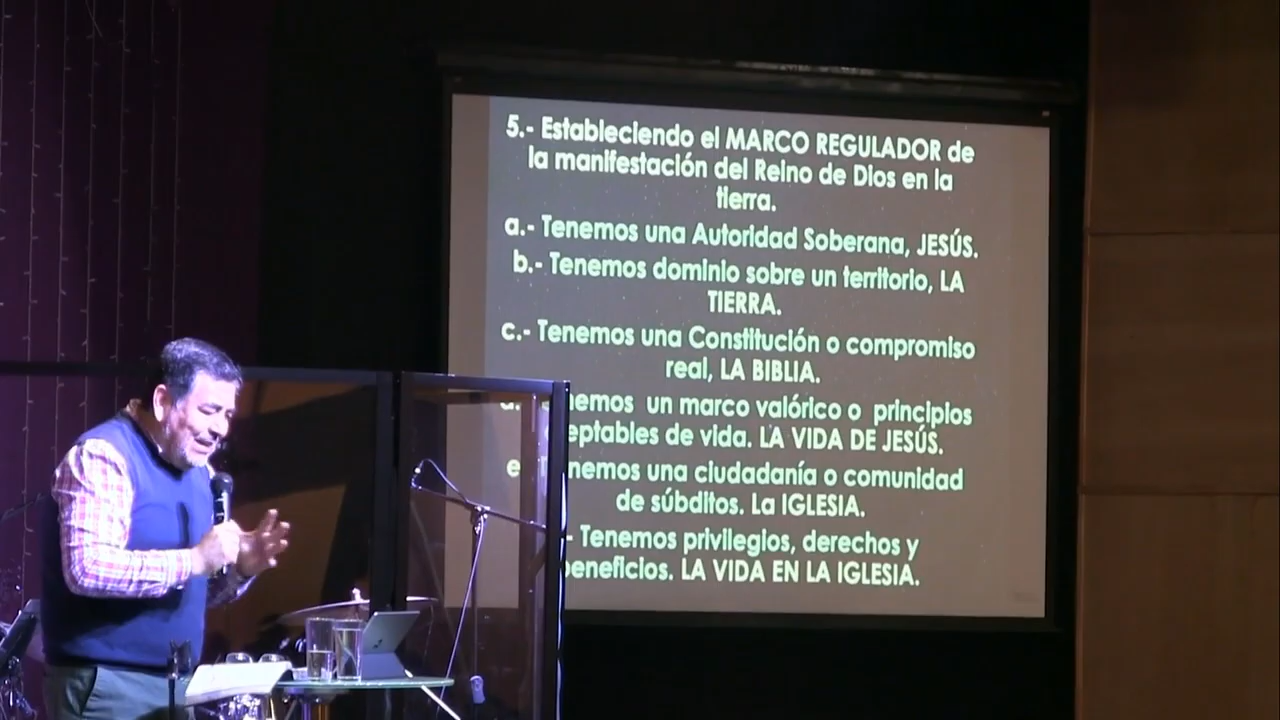 5.- Estableciendo el MARCO REGULADOR de
la manifestación del Reino de Dios en la
tierra.
a.- Tenemos una Autoridad Soberana, JESÚS.
b.- Tenemos dominio sobre un territorio, LA
TIERRA.
c.- Tenemos una Constitución o compromiso
real, LA BIBLIA.
un marco valórico o principios
de vida. LA VIDA DE JESÚS.
una ciudadanía o comunidad
de súbditos. La IGLESIA.
- Tenemos privilegios, derechos y
beneficios. LA VIDA EN LA IGLESIA.